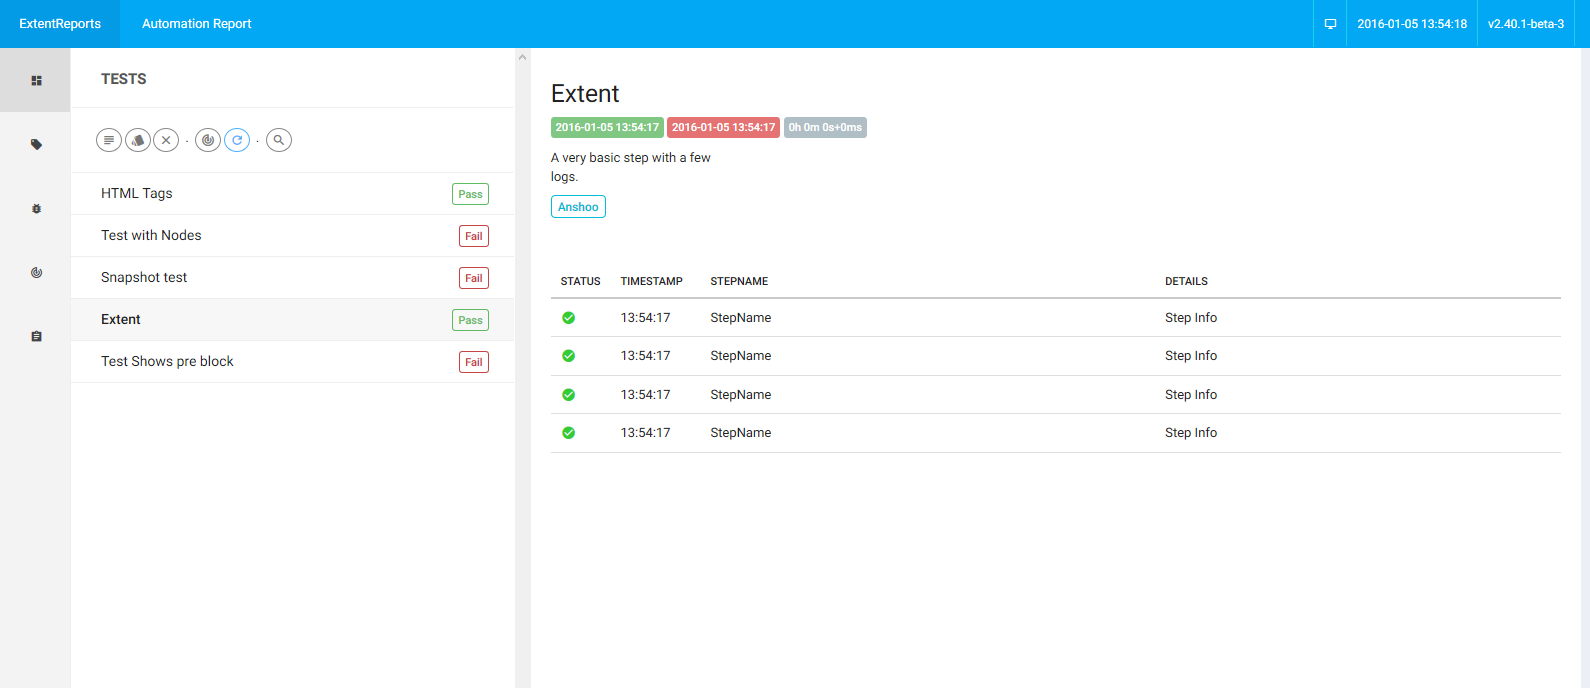 ExtentReports Automation Report 2016-01-05 13:54:18 v2.40.1-beta-3
TESTS
HTML Tags Pass
Test with Nodes Fail
Snapshot test Fail
Extent Pass
Test Shows pre block Fail
Extent
2016-01-05 13:54:17 2016-01-05 13:54:17 0h 0m 0s+0ms
A very basic step with a few
logs.
Anshoo
STATUS TIMESTAMP STEPNAME DETAILS
13:54:17 StepName Step Info
13:54:17 StepName Step Info
13:54:17 StepName Step Info
13:54:17 StepName Step Info